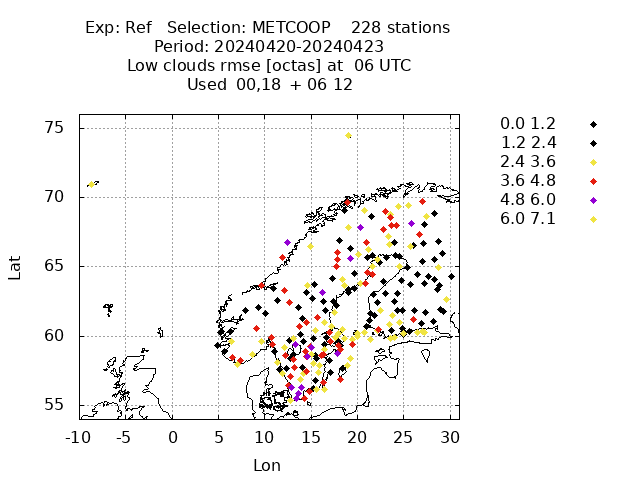 Exp: Ref   Selection: METCOOP    228 stations
Period: 20240420-20240423
Low clouds rmse [octas] at  06 UTC
Used  00,18  + 06 12
0.0 1.2
1.2 2.4
2.4 3.6
3.6 4.8
4.8 6.0
6.0 7.1
75
70
65
60
55
Lat
-10 -5 0 5 10 15 20 25 30
Lon